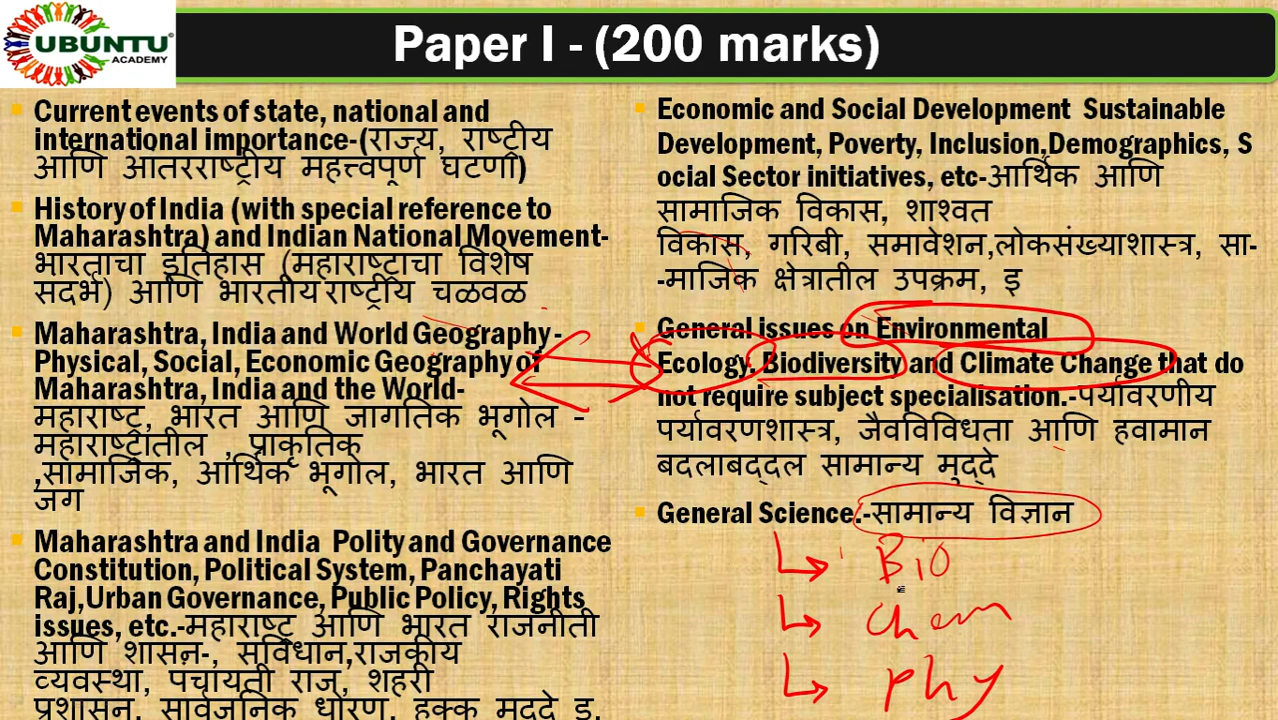 UBUNTU
ACADEMY
Paper I - (200 marks)
Current events of state, national and
international importance-(राज्य, राष्ट्रीय
आणि आंतरराष्ट्रीय महत्त्वपूर्ण घटणा)
History of India (with special reference to
Maharashtra) and Indian National Movement-
भारताचा इतिहास (महाराष्ट्राचा विशेष
संदर्भ) आणि भारतीय राष्ट्रीय चळवळ
Maharashtra, India and World Geography -
Physical, Social, Economic Geography of
Maharashtra, India and the World-
महाराष्ट्र, भारत आणि जागतिक भूगोल -
महाराष्ट्रातील , प्राकृतिक
,सामाजिक, आर्थिक भूगोल, भारत आणि
जग
Maharashtra and India Polity and Governance
Constitution, Political System, Panchayati
Raj,Urban Governance, Public Policy, Rights
issues, etc.-महाराष्ट्र आणि भारत राजनीती
आणि शासन-, संविधान,राजकीय
व्यवस्था, पंचायती राज, शहरी
प्रशासन, सार्वजनिक धोरण, हक्क मुद्दे इ.
Economic and Social Development Sustainable
Development, Poverty, Inclusion,Demographics, S
ocial Sector initiatives, etc-आर्थिक आणि
सामाजिक विकास, शाश्वत
विकास, गरिबी, समावेशन,लोकसंख्याशास्त्र, सा-
-माजिक क्षेत्रातील उपक्रम, इ
General issues on Environmental
Ecology. Biodiversity and Climate Change that do
not require subject specialisation.-पर्यावरणीय
पर्यावरणशास्त्र, जैवविविधता आणि हवामान
बदलाबद्दल सामान्य मुद्दे
General Science.-सामान्य विज्ञान
Bio
Chem
Phy